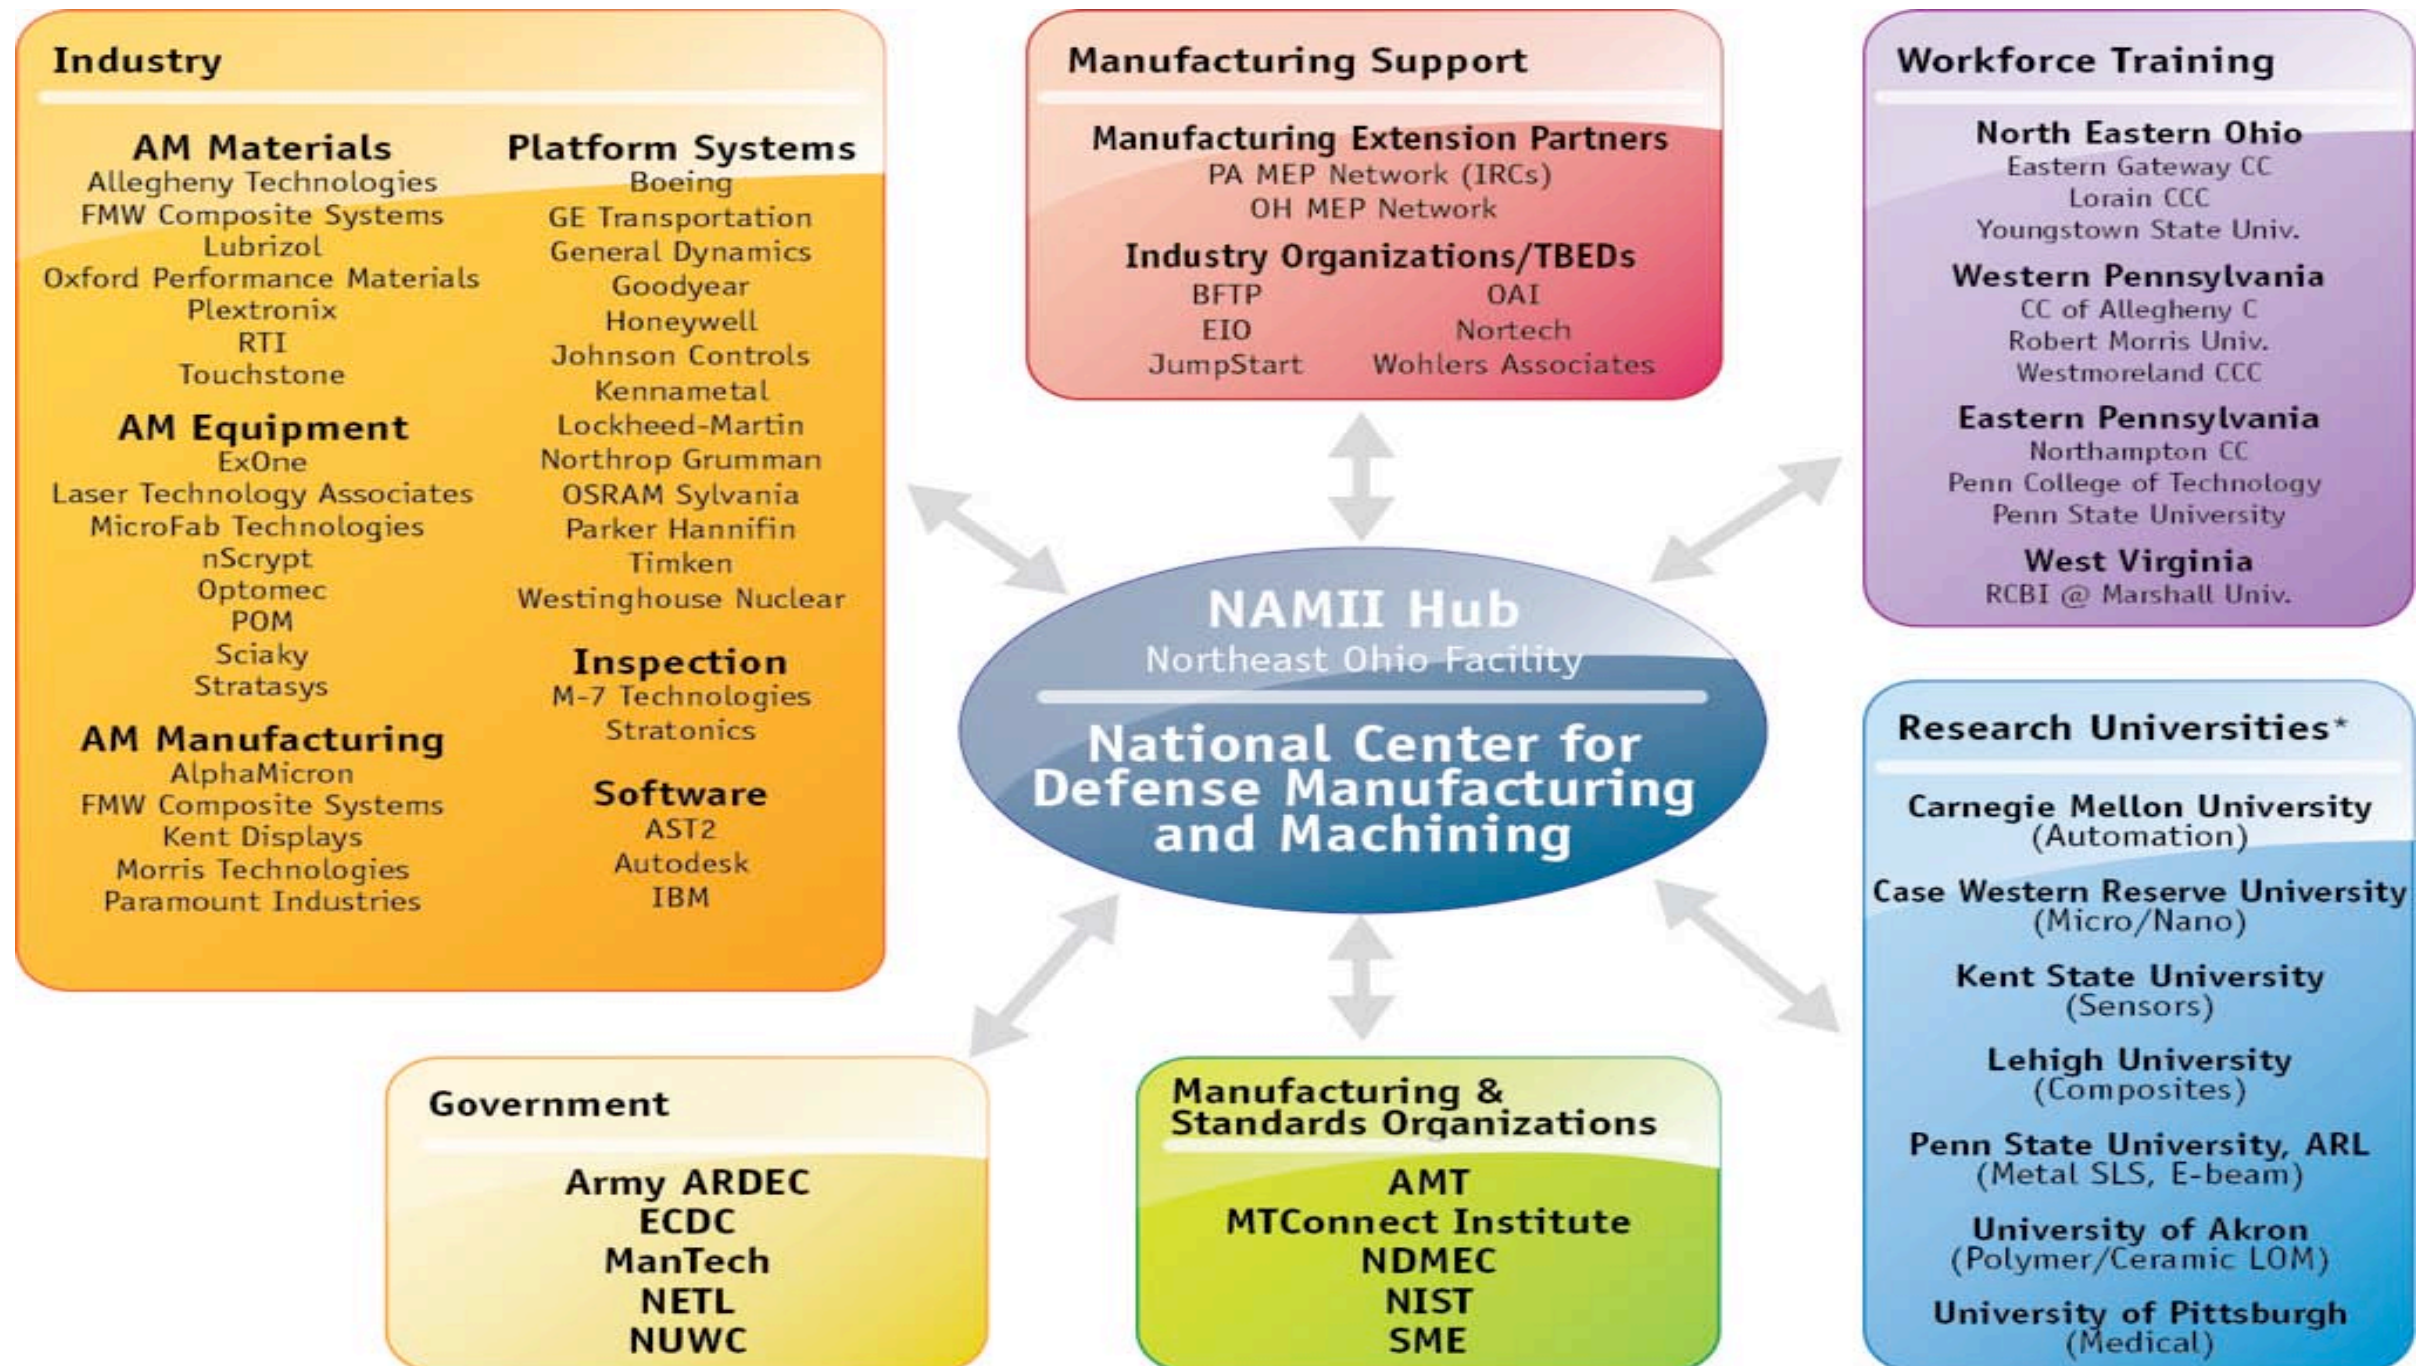 Industry
AM Materials
Allegheny Technologies
FMW Composite Systems
Lubrizol
Oxford Performance Materials
Plextronix
RTI
Touchstone
AM Equipment
ExOne
Laser Technology Associates
MicroFab Technologies
nScrypt
Optomec
POM
Sciaky
Stratasys
AM Manufacturing
AlphaMicron
FMW Composite Systems
Kent Displays
Morris Technologies
Paramount Industries
Platform Systems
Boeing
GE Transportation
General Dynamics
Goodyear
Honeywell
Johnson Controls
Kennametal
Lockheed-Martin
Northrop Grumman
OSRAM Sylvania
Parker Hannifin
Timken
Westinghouse Nuclear
Inspection
M-7 Technologies
Stratonics
Software
AST2
Autodesk
IBM
Manufacturing Support
Manufacturing Extension Partners
PA MEP Network (IRCs)
OH MEP Network
Industry Organizations/TBEDs
BFTP OAI
EIO Nortech
JumpStart Wohlers Associates
Workforce Training
North Eastern Ohio
Eastern Gateway CC
Lorain CCC
Youngstown State Univ.
Western Pennsylvania
CC of Allegheny C
Robert Morris Univ.
Westmoreland CCC
Eastern Pennsylvania
Northampton CC
Penn College of Technology
Penn State University
West Virginia
RCBI @ Marshall Univ.
NAMII Hub
Northeast Ohio Facility
National Center for
Defense Manufacturing
and Machining
Research Universities*
Carnegie Mellon University
(Automation)
Case Western Reserve University
(Micro/Nano)
Kent State University
(Sensors)
Lehigh University
(Composites)
Penn State University, ARL
(Metal SLS, E-beam)
University of Akron
(Polymer/Ceramic LOM)
University of Pittsburgh
(Medical)
Government
Army ARDEC
ECDC
ManTech
NETL
NUWC
Manufacturing &
Standards Organizations
AMT
MTConnect Institute
NDMEC
NIST
SME